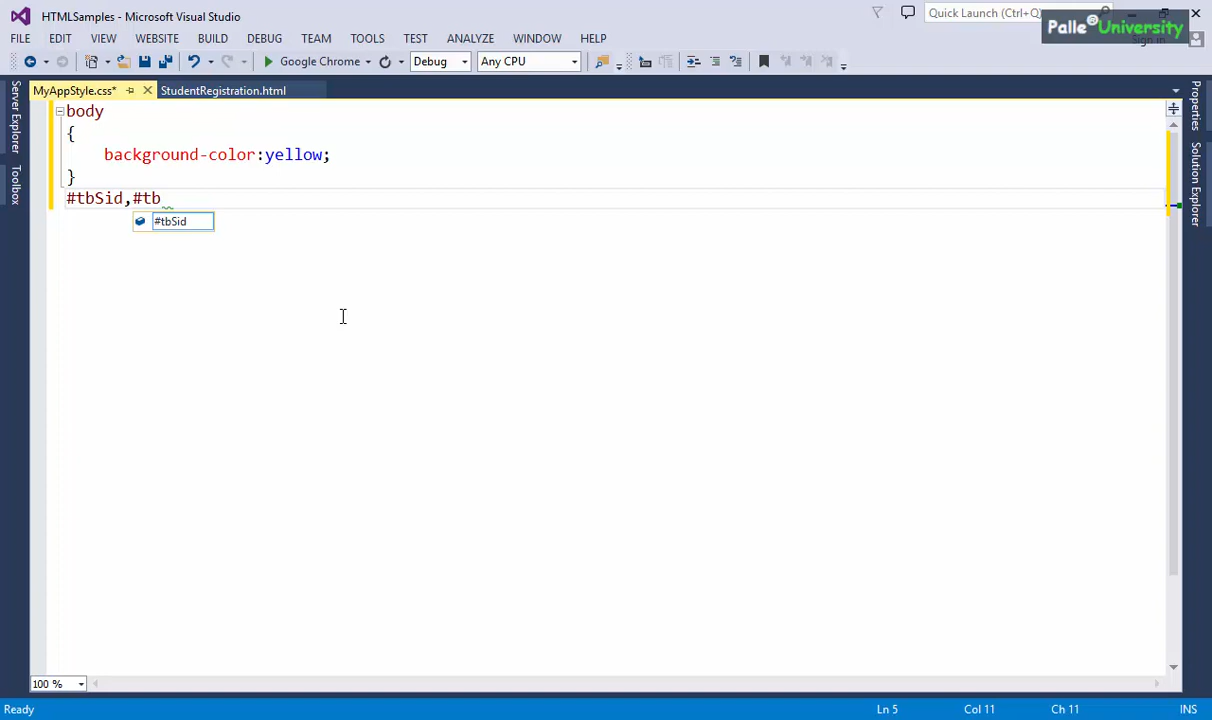 HTMLSamples - Microsoft Visual Studio
Quick Launch (Ctrl+Q)
Palle® University
FILE EDIT VIEW WEBSITE BUILD DEBUG TEAM TOOLS TEST ANALYZE WINDOW HELP
Sign in
Google Chrome Debug Any CPU
MyAppStyle.css* StudentRegistration.html
Server Explorer
Toolbox
Properties
Solution Explorer
body
{
background-color:yellow;
}
#tbSid,#tb
#tbSid
100 %
Ready Ln 5 Col 11 Ch 11 INS